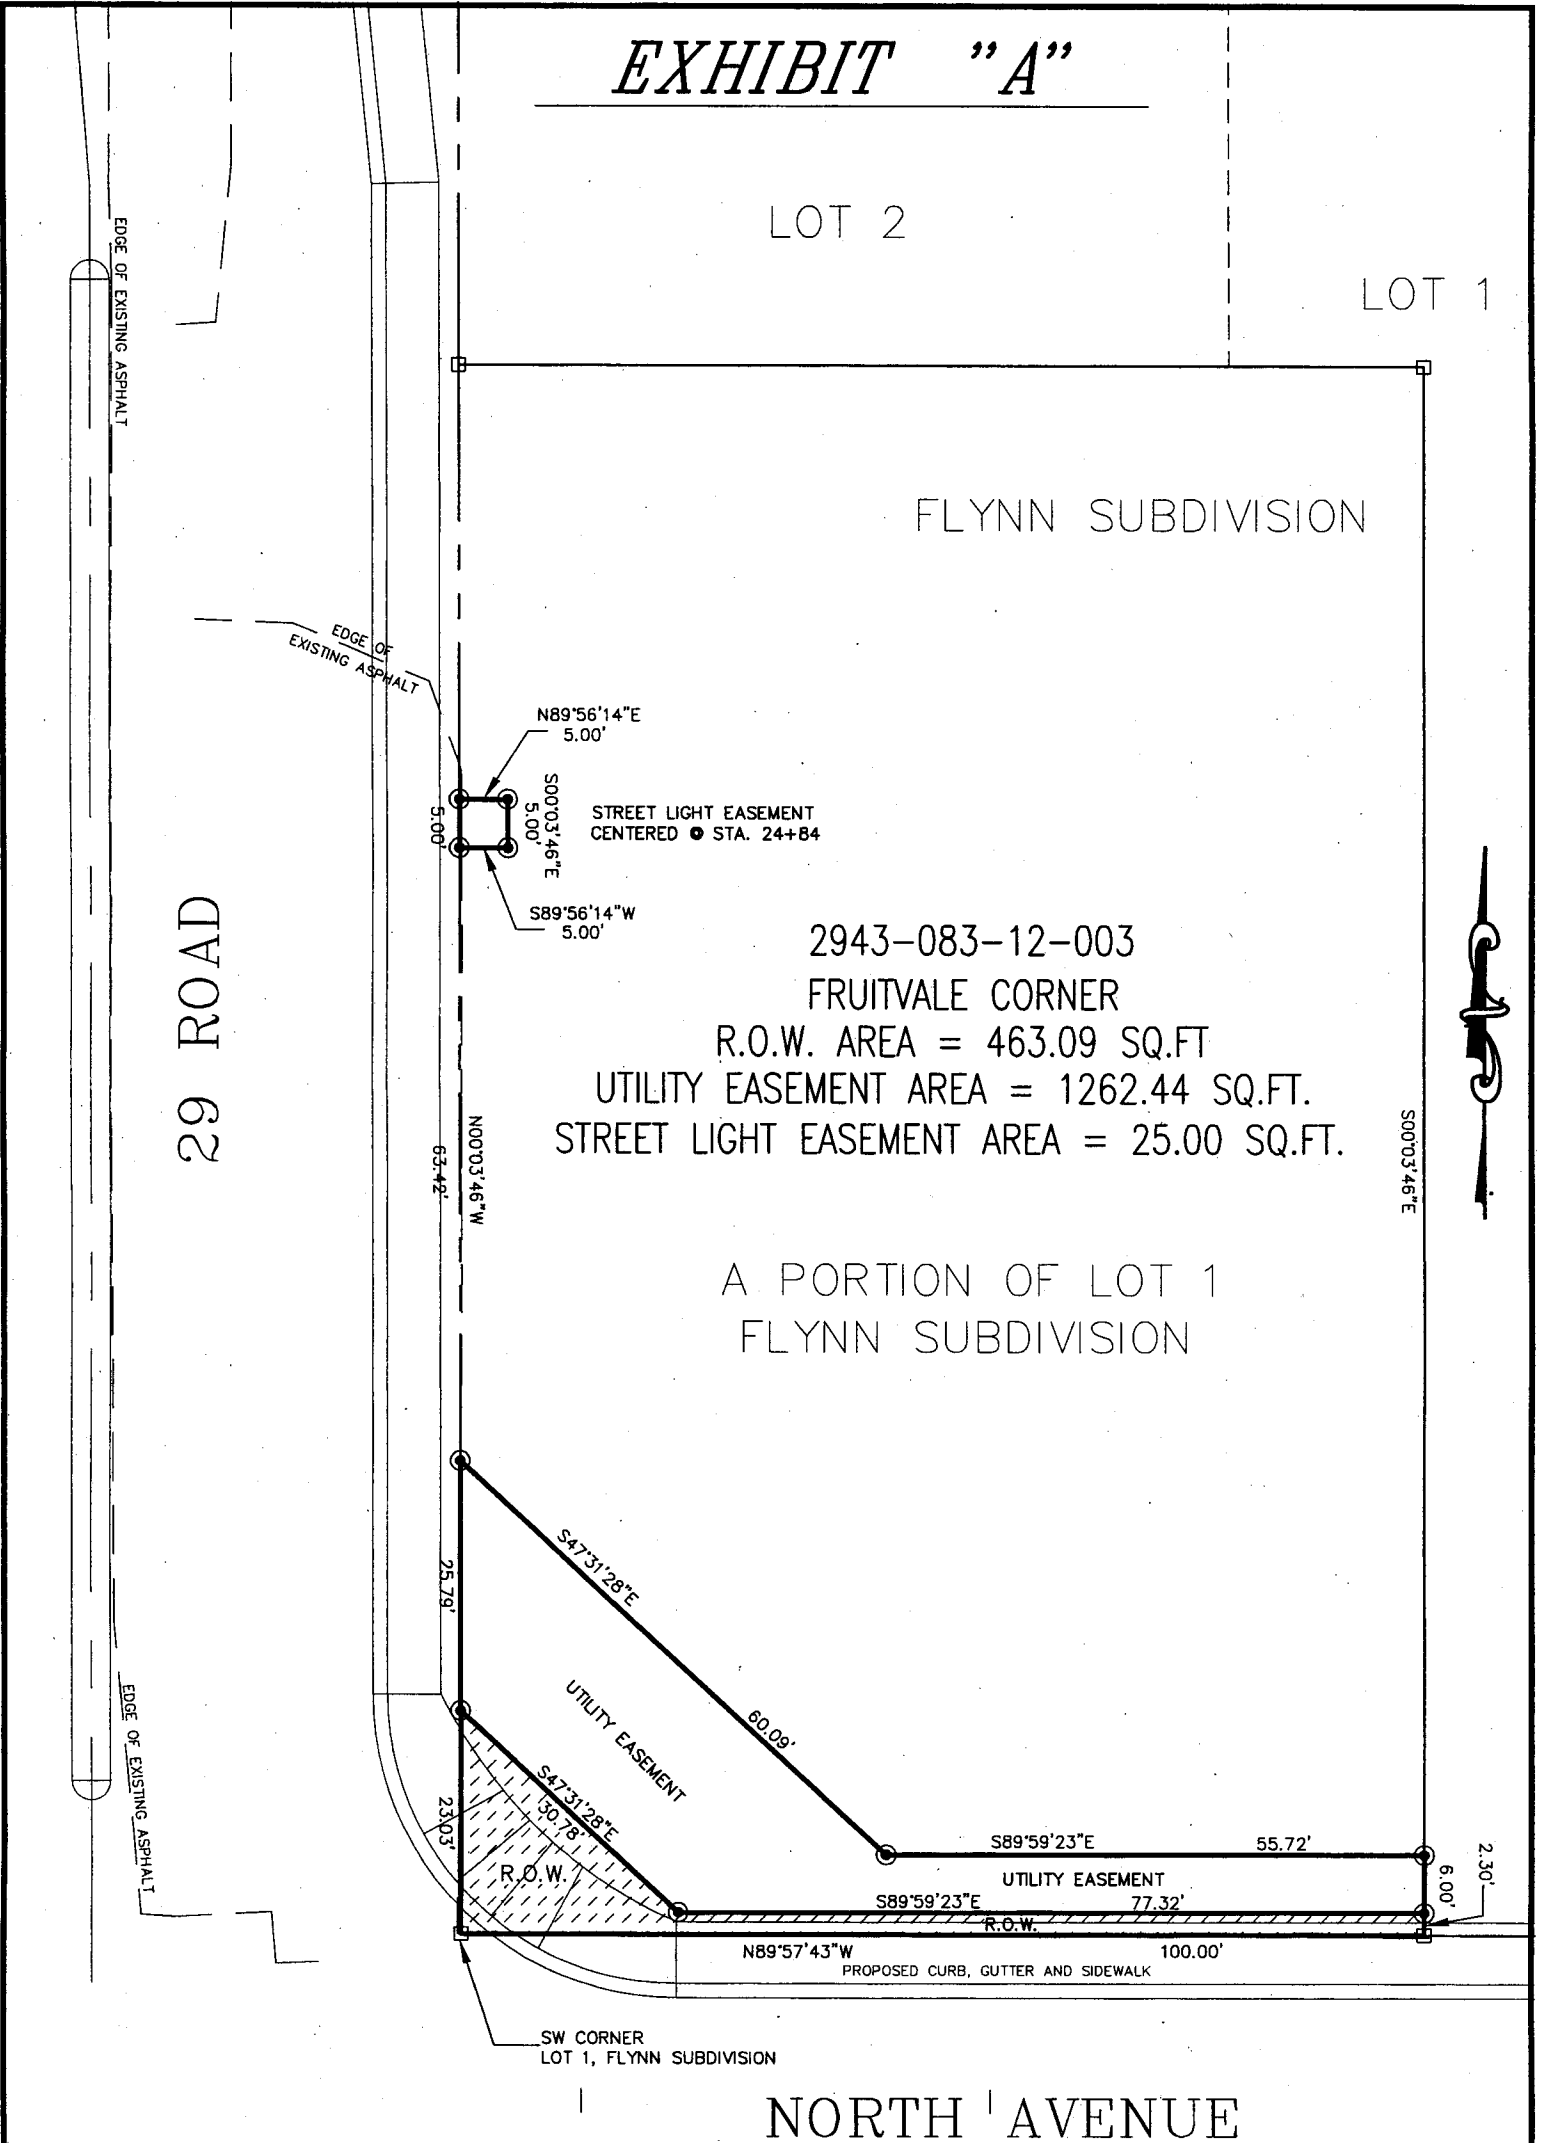 EXHIBIT "A"
LOT 2
LOT 1
EDGE OF EXISTING ASPHALT
FLYNN SUBDIVISION
EDGE OF
EXISTING ASPHALT
N89°56'14"E
5.00'
S00°03'46"E
5.00'
5.00'
STREET LIGHT EASEMENT
CENTERED @ STA. 24+84
S89°56'14"W
5.00'
29 ROAD
2943-083-12-003
FRUITVALE CORNER
R.O.W. AREA = 463.09 SQ.FT
UTILITY EASEMENT AREA = 1262.44 SQ.FT.
STREET LIGHT EASEMENT AREA = 25.00 SQ.FT.
N00°03'46"W
63.42'
S00°03'46"E
A PORTION OF LOT 1
FLYNN SUBDIVISION
S47°31'28"E
60.09'
25.79'
UTILITY EASEMENT
S47°31'28"E
30.78'
23.03'
R.O.W.
EDGE OF EXISTING ASPHALT
S89°59'23"E 55.72'
UTILITY EASEMENT
S89°59'23"E 77.32'
R.O.W.
6.00'
2.30'
N89°57'43"W 100.00'
PROPOSED CURB, GUTTER AND SIDEWALK
SW CORNER
LOT 1, FLYNN SUBDIVISION
NORTH AVENUE